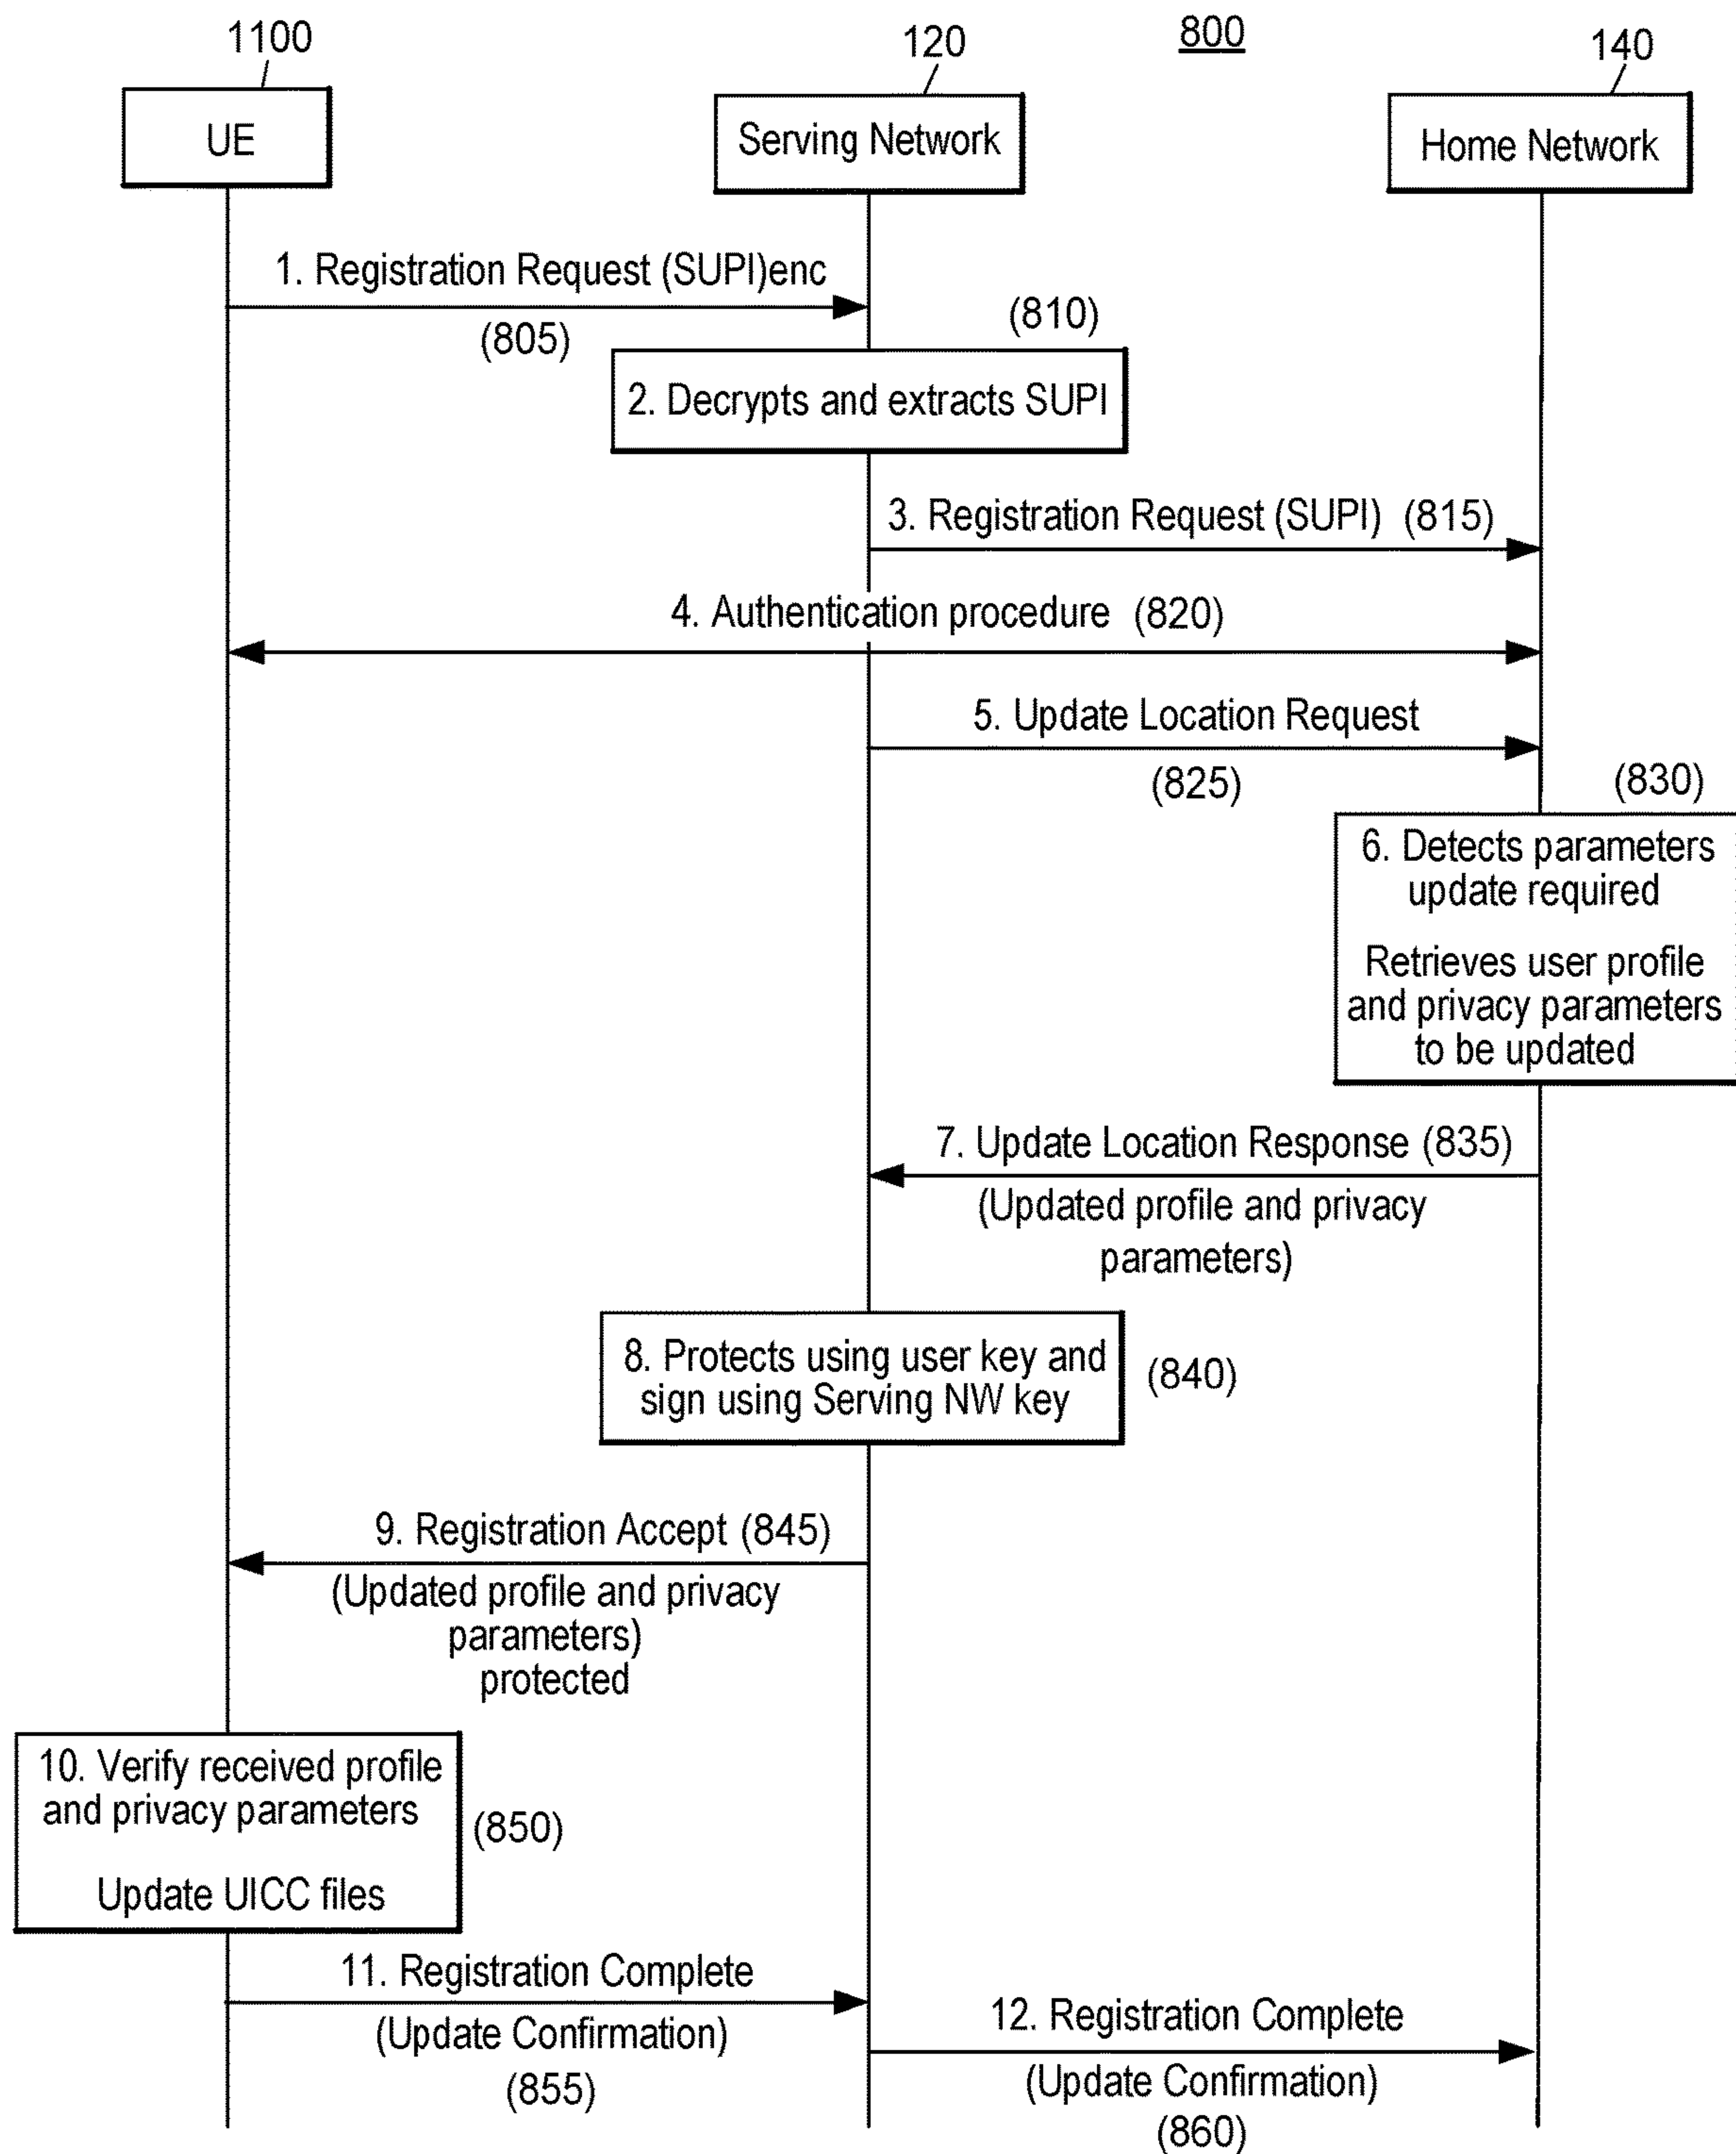 1100
120
800
140
UE
Serving Network
Home Network
1. Registration Request (SUPI)enc
(805)
(810)
2. Decrypts and extracts SUPI
3. Registration Request (SUPI) (815)
4. Authentication procedure (820)
5. Update Location Request
(825)
(830)
6. Detects parameters
update required
Retrieves user profile
and privacy parameters
to be updated
7. Update Location Response (835)
(Updated profile and privacy
parameters)
8. Protects using user key and
sign using Serving NW key
(840)
9. Registration Accept (845)
(Updated profile and privacy
parameters)
protected
10. Verify received profile
and privacy parameters
(850)
Update UICC files
11. Registration Complete
(Update Confirmation)
(855)
12. Registration Complete
(Update Confirmation)
(860)